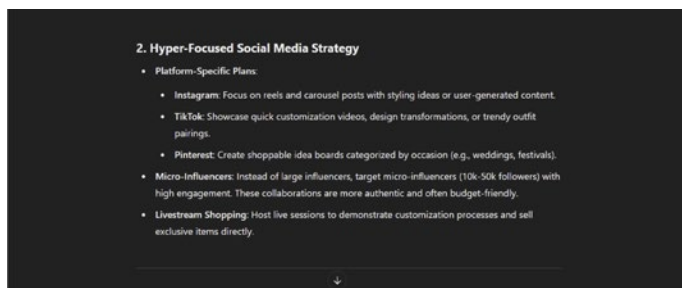 2. Hyper-Focused Social Media Strategy
• Platform-Specific Plans:
• Instagram: Focus on reels and carousel posts with styling ideas or user-generated content.
• TikTok: Showcase quick customization videos, design transformations, or trendy outfit
pairings.
• Pinterest: Create shoppable idea boards categorized by occasion (e.g., weddings, festivals).
• Micro-Influencers: Instead of large influencers, target micro-influencers (10k-50k followers) with
high engagement. These collaborations are more authentic and often budget-friendly.
• Livestream Shopping: Host live sessions to demonstrate customization processes and sell
exclusive items directly.